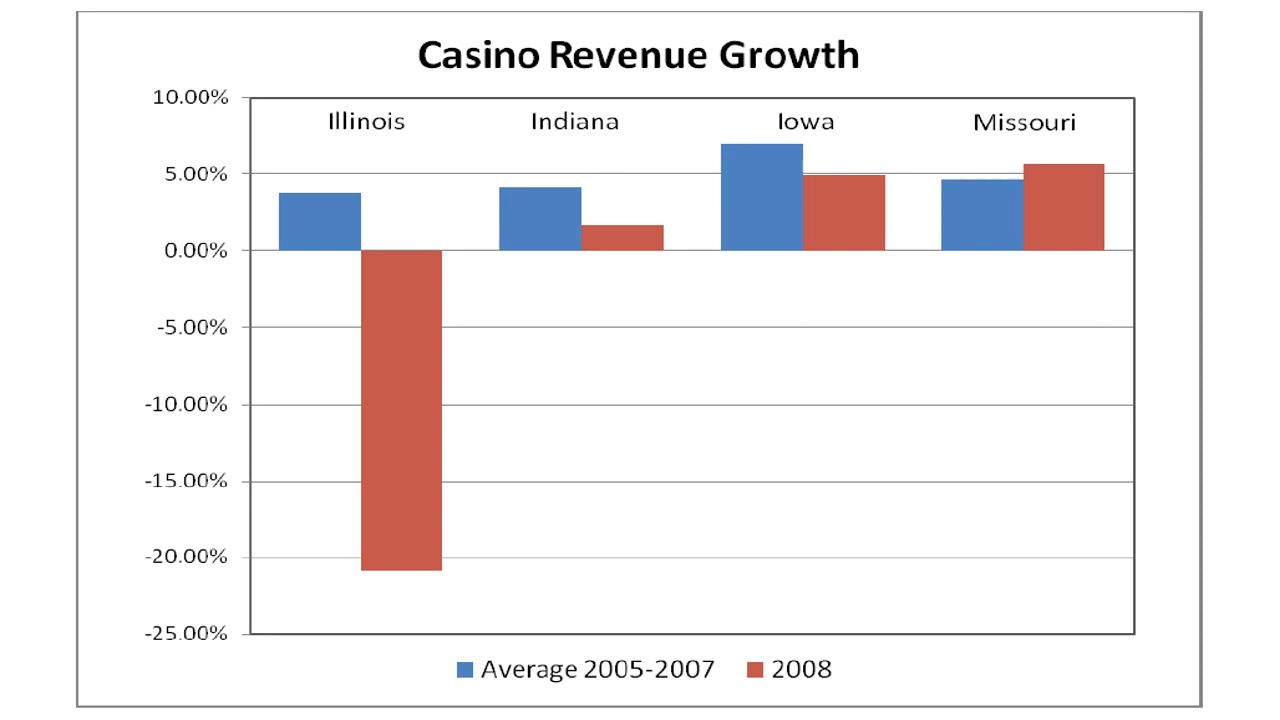 Casino Revenue Growth
10.00%
Illinois Indiana Iowa Missouri
5.00%
0.00%
-5.00%
-10.00%
-15.00%
-20.00%
-25.00%
Average 2005-2007 2008